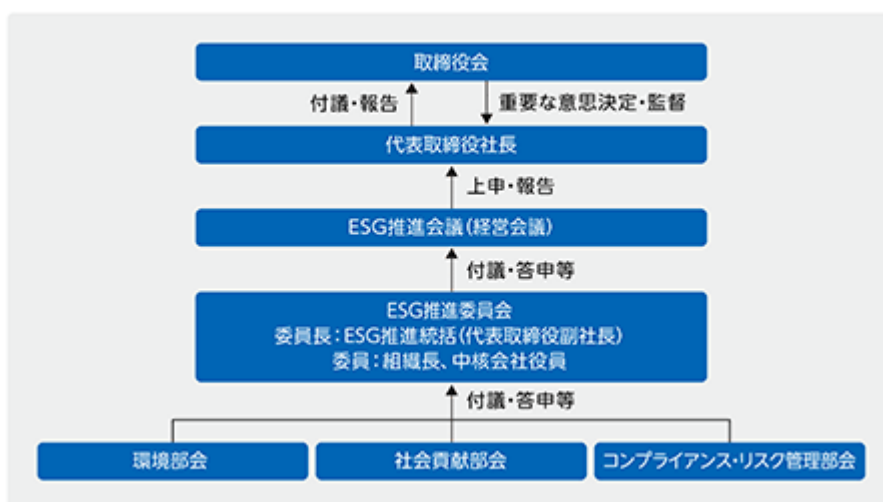 取締役会
付議・報告
重要な意思決定・監督
代表取締役社長
上申・報告
ESG推進会議(経営会議)
付議・答申等
ESG推進委員会
委員長:ESG推進統括(代表取締役副社長)
委員:組織長、中核会社役員
付議・答申等
環境部会
社会貢献部会
コンプライアンス・リスク管理部会